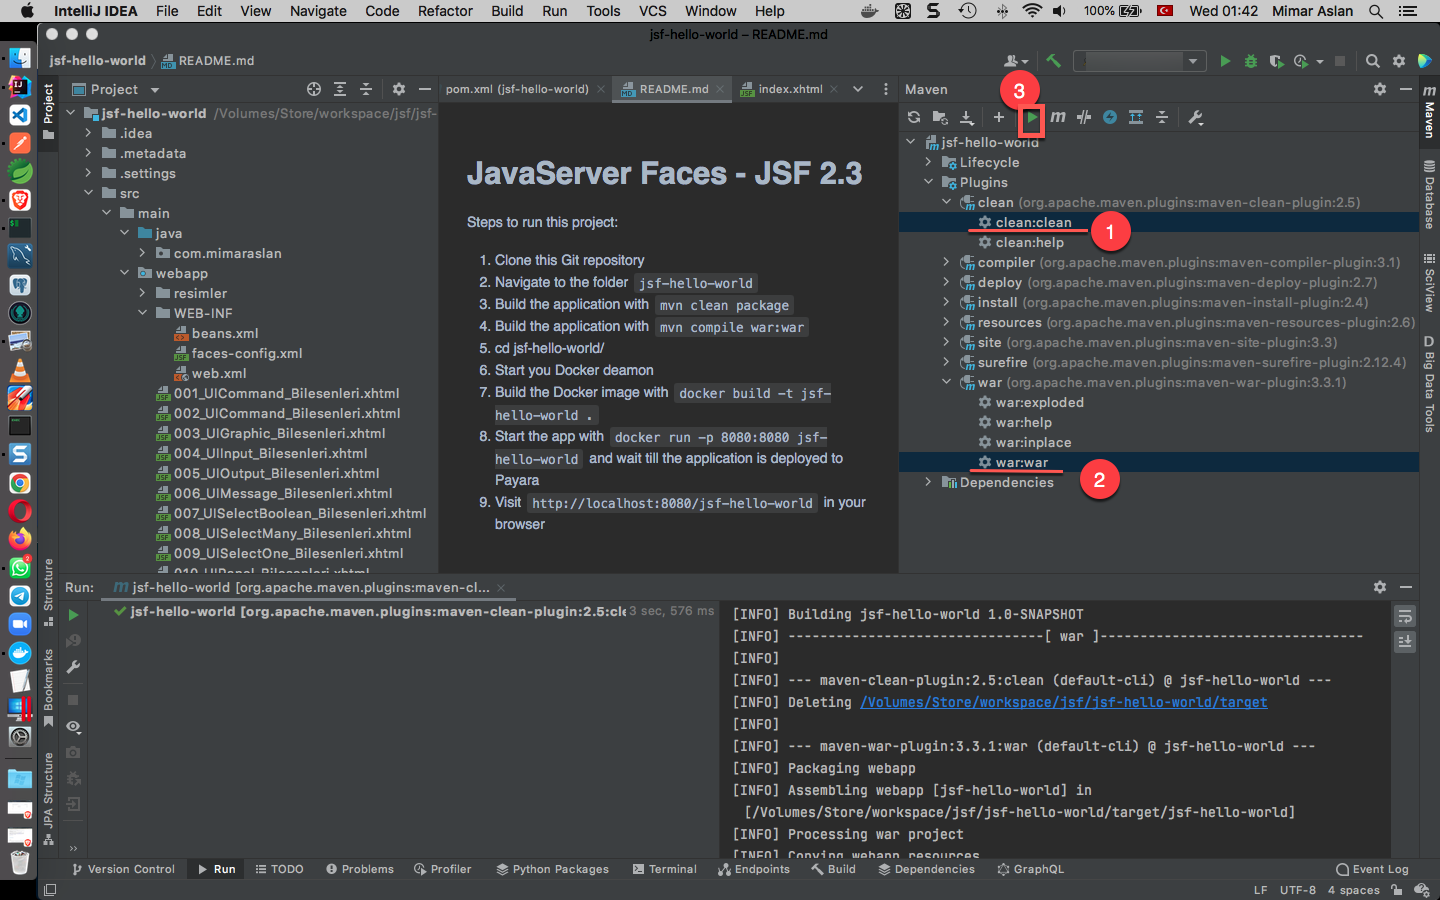 IntelliJ IDEA File Edit View Navigate Code Refactor Build Run Tools VCS Window Help 100% Wed 01:42 Mimar Aslan
jsf-hello-world – README.md
jsf-hello-world README.md
Project
Project
jsf-hello-world /Volumes/Store/workspace/jsf/jsf-
.idea
.metadata
.settings
src
main
java
com.mimaraslan
webapp
resimler
WEB-INF
beans.xml
faces-config.xml
web.xml
001_UICommand_Bilesenleri.xhtml
002_UICommand_Bilesenleri.xhtml
003_UIGraphic_Bilesenleri.xhtml
004_UIInput_Bilesenleri.xhtml
005_UIOutput_Bilesenleri.xhtml
006_UIMessage_Bilesenleri.xhtml
007_UISelectBoolean_Bilesenleri.xhtml
008_UISelectMany_Bilesenleri.xhtml
009_UISelectOne_Bilesenleri.xhtml
010_UIPanel_Bilesenleri.xhtml
pom.xml (jsf-hello-world) README.md index.xhtml
JavaServer Faces - JSF 2.3
Steps to run this project:
1. Clone this Git repository
2. Navigate to the folder jsf-hello-world
3. Build the application with mvn clean package
4. Build the application with mvn compile war:war
5. cd jsf-hello-world/
6. Start you Docker deamon
7. Build the Docker image with docker build -t jsf-
hello-world .
8. Start the app with docker run -p 8080:8080 jsf-
hello-world and wait till the application is deployed to
Payara
9. Visit http://localhost:8080/jsf-hello-world in your
browser
Maven
3
jsf-hello-world
Lifecycle
Plugins
clean (org.apache.maven.plugins:maven-clean-plugin:2.5)
clean:clean
1
clean:help
compiler (org.apache.maven.plugins:maven-compiler-plugin:3.1)
deploy (org.apache.maven.plugins:maven-deploy-plugin:2.7)
install (org.apache.maven.plugins:maven-install-plugin:2.4)
resources (org.apache.maven.plugins:maven-resources-plugin:2.6)
site (org.apache.maven.plugins:maven-site-plugin:3.3)
surefire (org.apache.maven.plugins:maven-surefire-plugin:2.12.4)
war (org.apache.maven.plugins:maven-war-plugin:3.3.1)
war:exploded
war:help
war:inplace
war:war
2
Dependencies
Maven
Database
SciView
Big Data Tools
Structure
Bookmarks
JPA Structure
Run: jsf-hello-world [org.apache.maven.plugins:maven-cl...
jsf-hello-world [org.apache.maven.plugins:maven-clean-plugin:2.5:cle 3 sec, 576 ms
[INFO] Building jsf-hello-world 1.0-SNAPSHOT
[INFO] --------------------------------[ war ]---------------------------------
[INFO]
[INFO] --- maven-clean-plugin:2.5:clean (default-cli) @ jsf-hello-world ---
[INFO] Deleting /Volumes/Store/workspace/jsf/jsf-hello-world/target
[INFO]
[INFO] --- maven-war-plugin:3.3.1:war (default-cli) @ jsf-hello-world ---
[INFO] Packaging webapp
[INFO] Assembling webapp [jsf-hello-world] in
[/Volumes/Store/workspace/jsf/jsf-hello-world/target/jsf-hello-world]
[INFO] Processing war project
[INFO] Copying webapp resources
Version Control Run TODO Problems Profiler Python Packages Terminal Endpoints Build Dependencies GraphQL Event Log
LF UTF-8 4 spaces